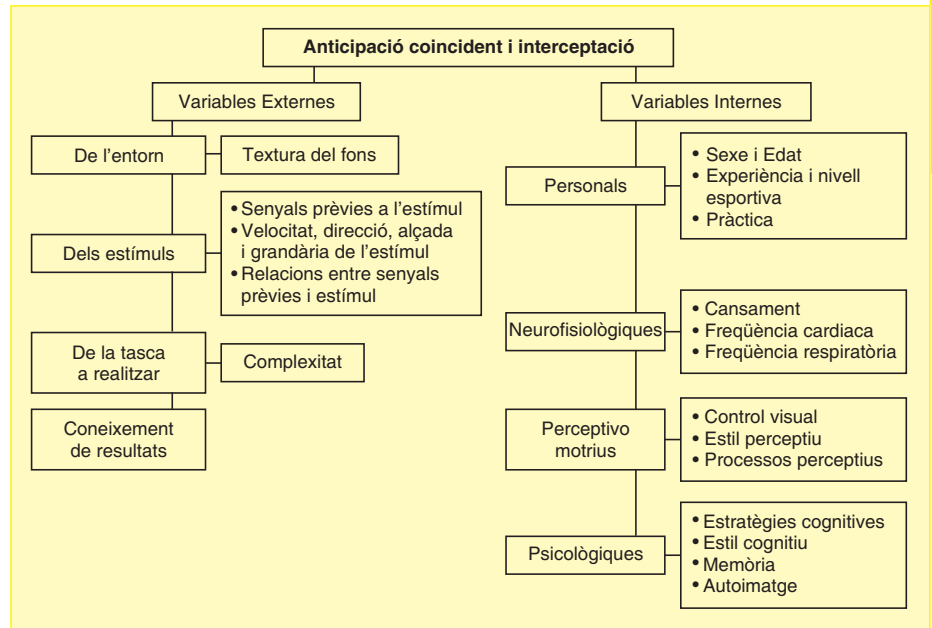 Anticipació coincident i interceptació
Variables Externes
De l'entorn
Textura del fons
Dels estímuls
• Senyals prèvies a l'estímul
• Velocitat, direcció, alçada
i grandària de l'estímul
• Relacions entre senyals
prèvies i estímul
De la tasca
a realitzar
Complexitat
Coneixement
de resultats
Variables Internes
Personals
• Sexe i Edat
• Experiència i nivell
esportiva
• Pràctica
Neurofisiològiques
• Cansament
• Freqüència cardiaca
• Freqüència respiratòria
Perceptivo
motrius
• Control visual
• Estil perceptiu
• Processos perceptius
Psicològiques
• Estratègies cognitives
• Estil cognitiu
• Memòria
• Autoimatge